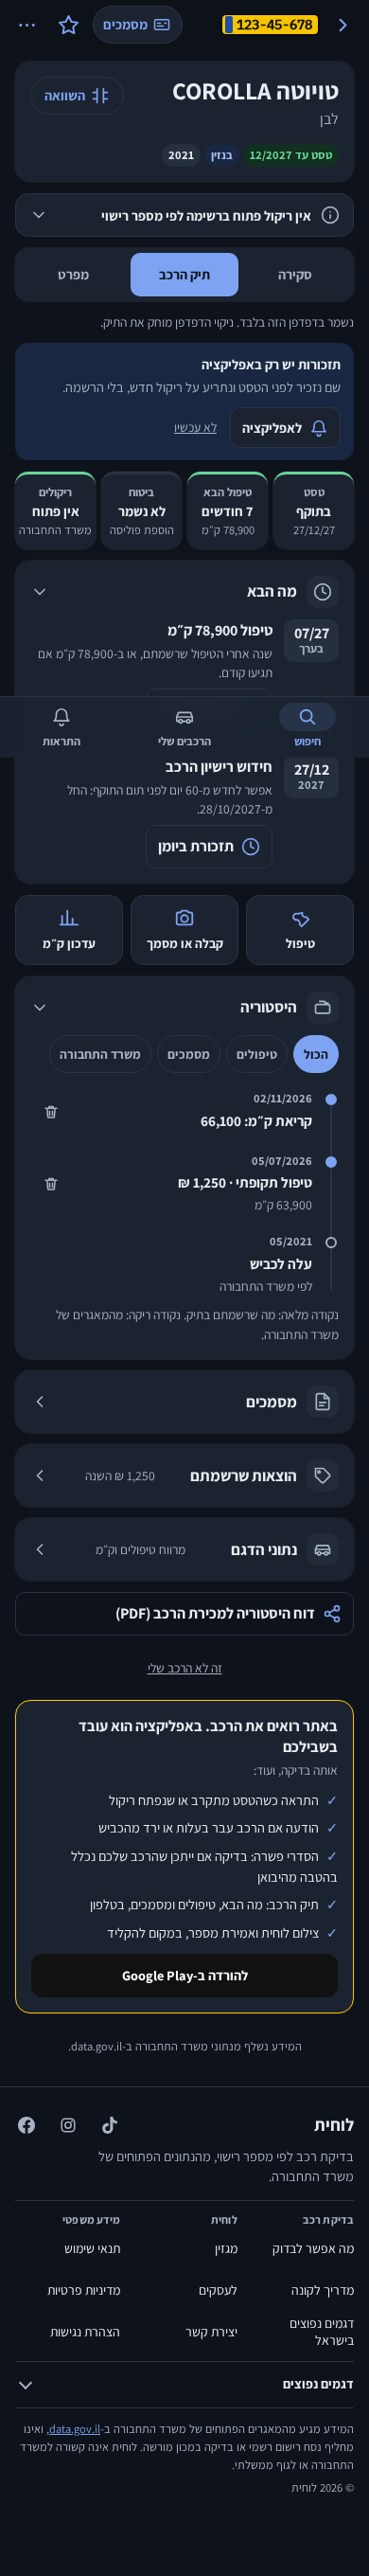 123-45-678
מסמכים
טויוטה COROLLA
השוואה
לבן
טסט עד 12/2027
בנזין
2021
אין ריקול פתוח ברשימה לפי מספר רישוי
סקירה
תיק הרכב
מפרט
נשמר בדפדפן הזה בלבד. ניקוי הדפדפן מוחק את התיק.
תזכורות יש רק באפליקציה
שם נזכיר לפני הטסט ונתריע על ריקול חדש, בלי הרשמה.
לאפליקציה
לא עכשיו
טסט
בתוקף
27/12/27
טיפול הבא
7 חודשים
78,900 ק״מ
ביטוח
לא נשמר
הוספת פוליסה
ריקולים
אין פתוח
משרד התחבורה
מה הבא
07/27
בערך
טיפול 78,900 ק״מ
שנה אחרי הטיפול שרשמתם, או ב-78,900 ק״מ אם
תגיעו קודם.
חיפוש
הרכבים שלי
התראות
27/12
2027
חידוש רישיון הרכב
אפשר לחדש מ-60 יום לפני תום התוקף: החל
מ-28/10/2027.
תזכורת ביומן
טיפול
קבלה או מסמך
עדכון ק״מ
היסטוריה
הכול
טיפולים
מסמכים
משרד התחבורה
02/11/2026
קריאת ק״מ: 66,100
05/07/2026
טיפול תקופתי · 1,250 ₪
63,900 ק״מ
05/2021
עלה לכביש
לפי משרד התחבורה
נקודה מלאה: מה שרשמתם בתיק. נקודה ריקה: מהמאגרים של
משרד התחבורה.
מסמכים
הוצאות שרשמתם
1,250 ₪ השנה
נתוני הדגם
מרווח טיפולים וק״מ
דוח היסטוריה למכירת הרכב (PDF)
זה לא הרכב שלי
באתר רואים את הרכב. באפליקציה הוא עובד
בשבילכם
אותה בדיקה, ועוד:
✓ התראה כשהטסט מתקרב או שנפתח ריקול
✓ הודעה אם הרכב עבר בעלות או ירד מהכביש
✓ הסדרי פשרה: בדיקה אם ייתכן שהרכב שלכם נכלל
בהטבה מהיבואן
✓ תיק הרכב: מה הבא, טיפולים ומסמכים, בטלפון
✓ צילום לוחית ואמירת מספר, במקום להקליד
להורדה ב-Google Play
המידע נשלף מנתוני משרד התחבורה ב-data.gov.il.
לוחית
בדיקת רכב לפי מספר רישוי, מהנתונים הפתוחים של
משרד התחבורה.
בדיקת רכב
לוחית
מידע משפטי
מה אפשר לבדוק
מגזין
תנאי שימוש
מדריך לקונה
לעסקים
מדיניות פרטיות
דגמים נפוצים
בישראל
יצירת קשר
הצהרת נגישות
דגמים נפוצים
המידע מגיע מהמאגרים הפתוחים של משרד התחבורה ב-data.gov.il, ואינו
מחליף נסח רישום רשמי או בדיקה במכון מורשה. לוחית אינה קשורה למשרד
התחבורה או לגוף ממשלתי.
© 2026 לוחית